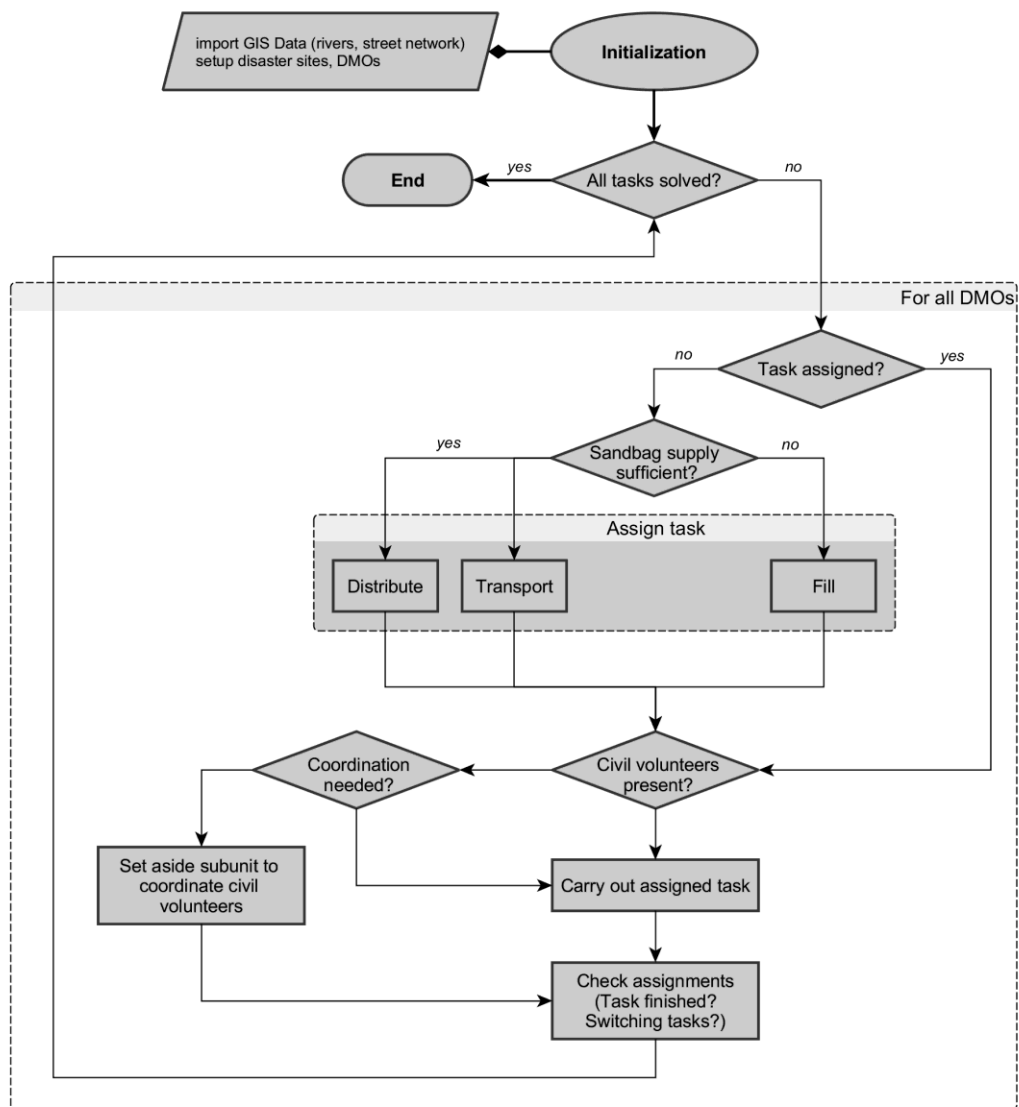 import GIS Data (rivers, street network)
setup disaster sites, DMOs
Initialization
End
yes
All tasks solved?
no
For all DMOs
no
Task assigned?
yes
yes
Sandbag supply
sufficient?
no
Assign task
Distribute
Transport
Fill
Coordination
needed?
Civil volunteers
present?
Set aside subunit to
coordinate civil
volunteers
Carry out assigned task
Check assignments
(Task finished?
Switching tasks?)